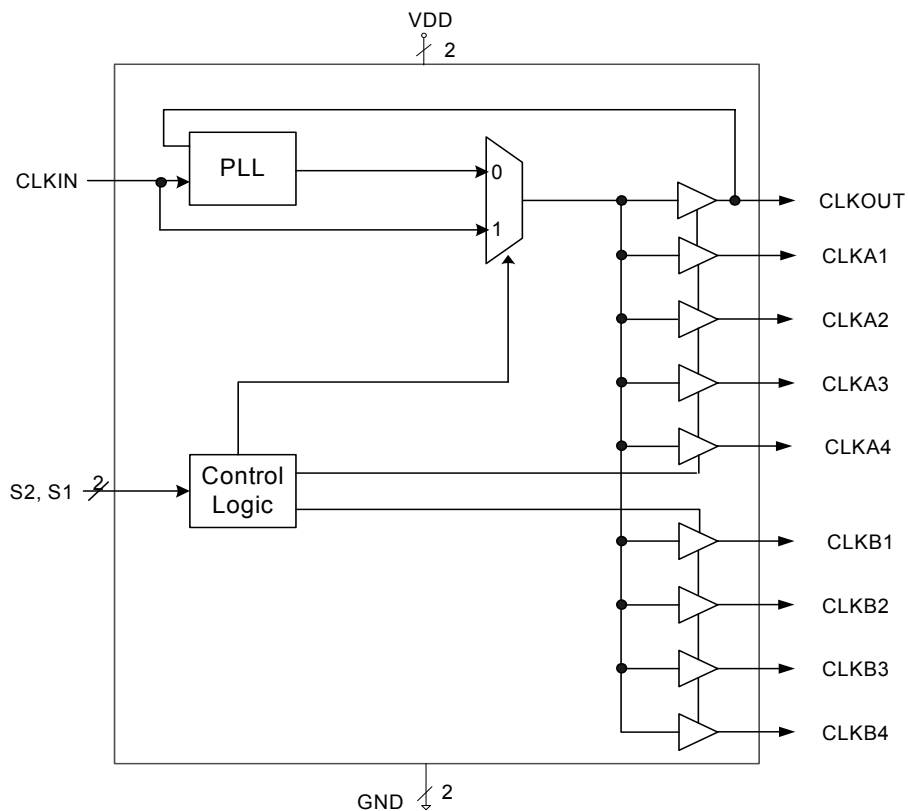 VDD
2
PLL
CLKIN
0
1
CLKOUT
CLKA1
CLKA2
CLKA3
CLKA4
S2, S1
2
Control
Logic
CLKB1
CLKB2
CLKB3
CLKB4
GND
2